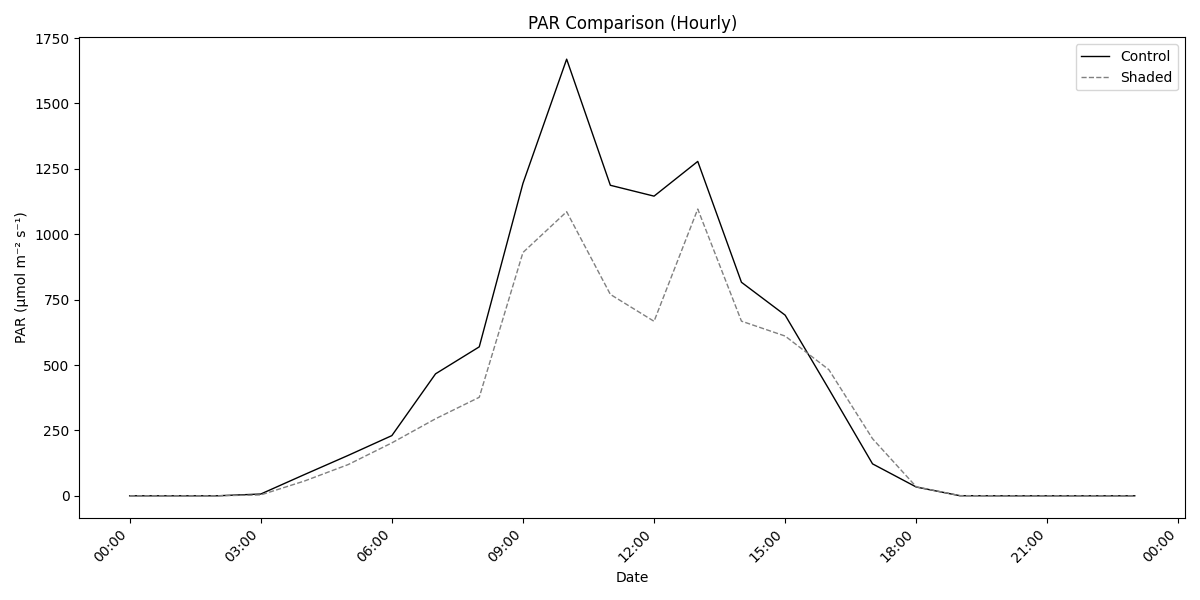 PAR Comparison (Hourly)
Control
Shaded
PAR (μmol m⁻² s⁻¹)
1750
1500
1250
1000
750
500
250
0
00:00 03:00 06:00 09:00 12:00 15:00 18:00 21:00 00:00
Date